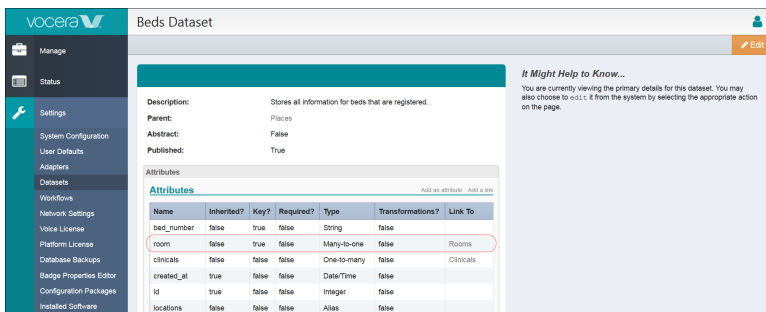 vocera
Beds Dataset
Edit
Manage
Status
Settings
System Configuration
User Defaults
Adapters
Datasets
Workflows
Network Settings
Voice License
Platform License
Database Backups
Badge Properties Editor
Configuration Packages
Installed Software
Description: Stores all information for beds that are registered.
Parent: Places
Abstract: False
Published: True
Attributes
Attributes Add an attribute Add a link
Name Inherited? Key? Required? Type Transformations? Link To
bed_number false true false String false
room false true false Many-to-one false Rooms
clinicals false false false One-to-many false Clinicals
created_at true false false Date/Time false
id true false false Integer false
locations false false false Alias false
It Might Help to Know...
You are currently viewing the primary details for this dataset. You may
also choose to edit it from the system by selecting the appropriate action
on the page.